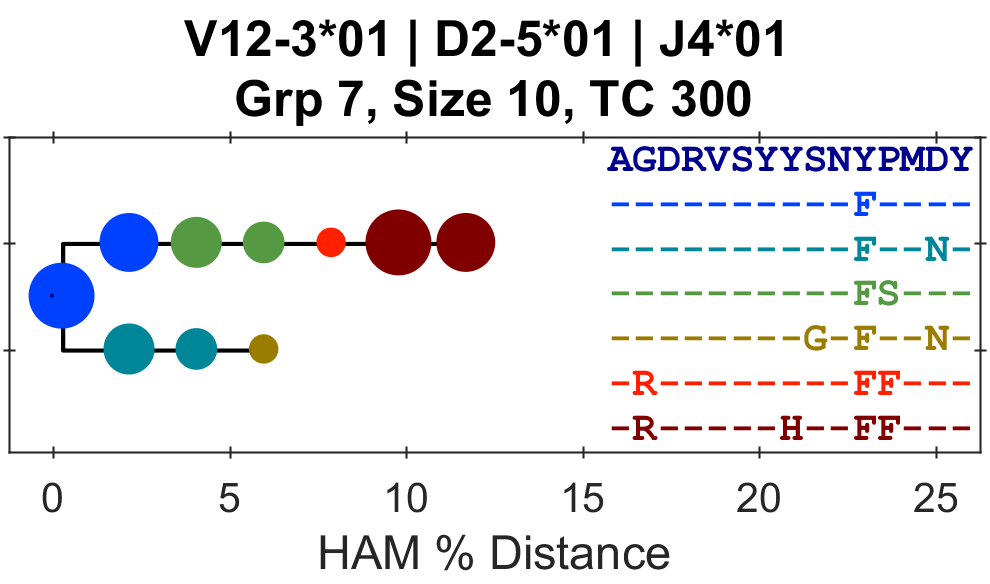 V12-3*01 | D2-5*01 | J4*01
Grp 7, Size 10, TC 300
AGDRVSYYSNYPMDY
----------F----
----------F--N-
----------FS---
--------G-F--N-
-R--------FF---
-R-----H--FF---
0 5 10 15 20 25
HAM % Distance